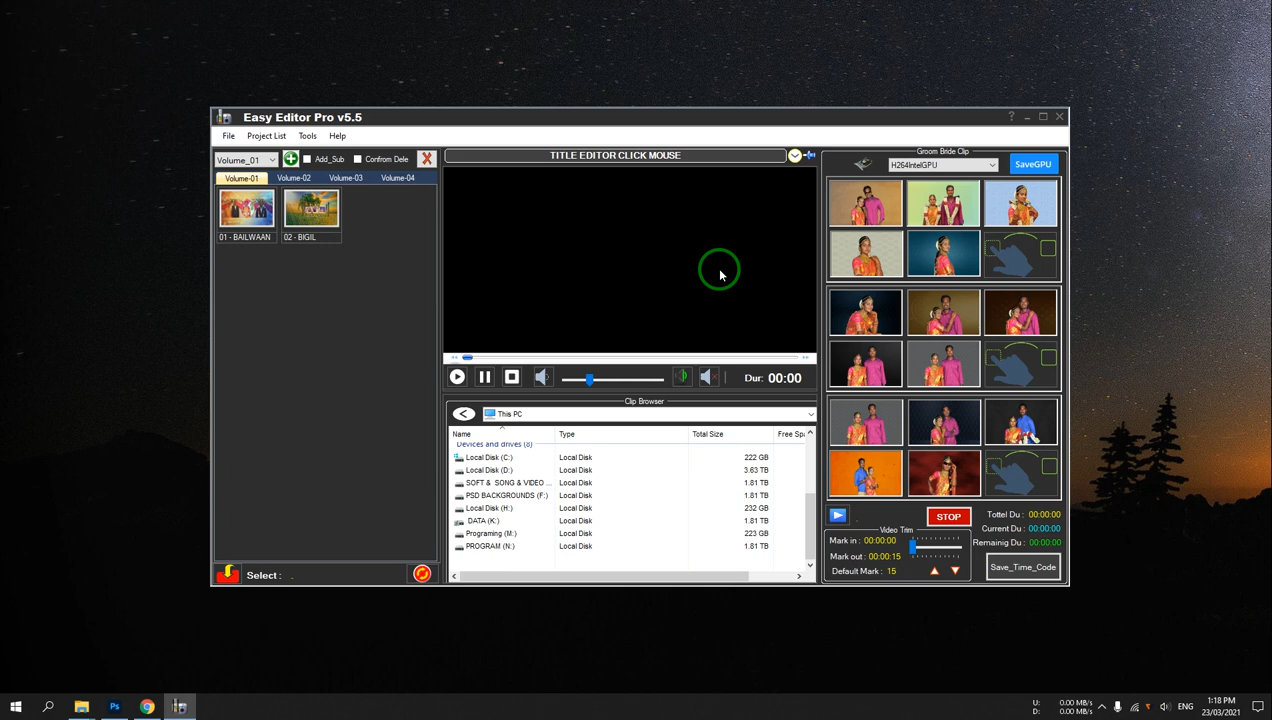 Easy Editor Pro v5.5
File Project List Tools Help
Volume_01 Add_Sub Confrom Dele
Volume-01 Volume-02 Volume-03 Volume-04
01 - BAILWAAN 02 - BIGIL
Select : .
TITLE EDITOR CLICK MOUSE
Dur: 00:00
Clip Browser
This PC
Name Type Total Size Free Spa
Devices and drives (8)
Local Disk (C:) Local Disk 222 GB
Local Disk (D:) Local Disk 3.63 TB
SOFT & SONG & VIDEO ... Local Disk 1.81 TB
PSD BACKGROUNDS (F:) Local Disk 1.81 TB
Local Disk (H:) Local Disk 232 GB
DATA (K:) Local Disk 1.81 TB
Programing (M:) Local Disk 223 GB
PROGRAM (N:) Local Disk 1.81 TB
Groom Bride Clip
H264IntelGPU SaveGPU
STOP
Video Trim
Mark in : 00:00:00
Mark out : 00:00:15
Default Mark : 15
Tottel Du : 00:00:00
Current Du : 00:00:00
Remainig Du : 00:00:00
Save_Time_Code
Ps
U: 0.00 MB/s
D: 0.00 MB/s
ENG
1:18 PM
23/03/2021